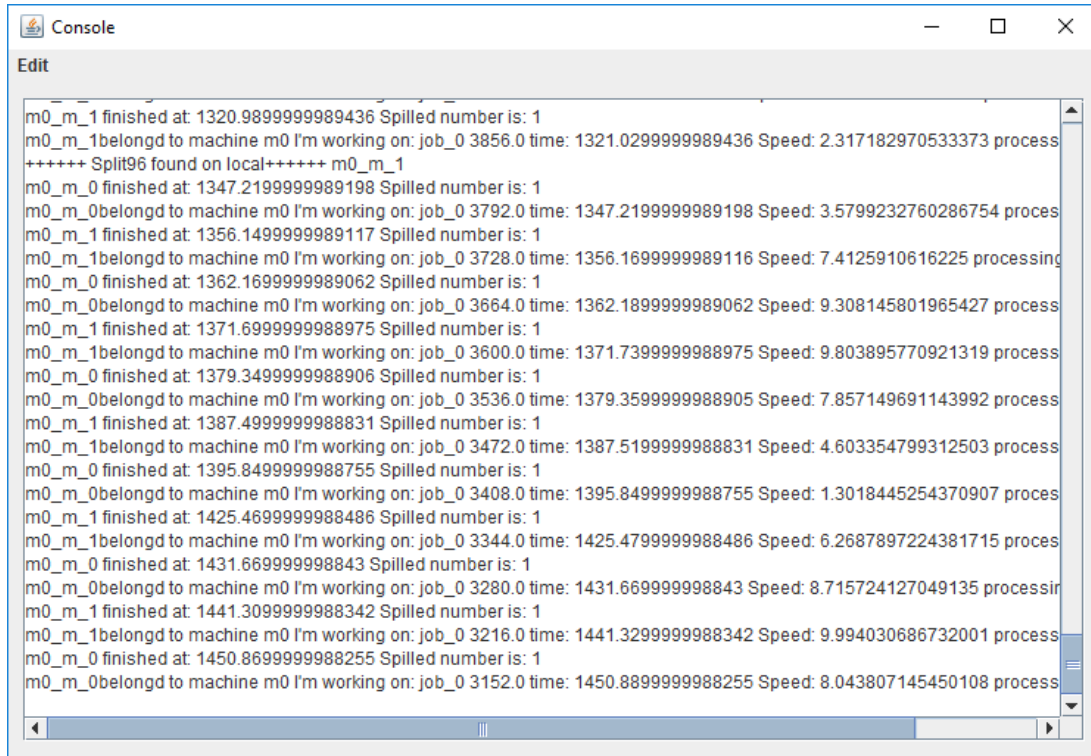 Console
Edit
m0_m_1 finished at: 1320.9899999989436 Spilled number is: 1
m0_m_1belongd to machine m0 I'm working on: job_0 3856.0 time: 1321.0299999989436 Speed: 2.317182970533373 process
++++++ Split96 found on local++++++ m0_m_1
m0_m_0 finished at: 1347.2199999989198 Spilled number is: 1
m0_m_0belongd to machine m0 I'm working on: job_0 3792.0 time: 1347.2199999989198 Speed: 3.5799232760286754 proces
m0_m_1 finished at: 1356.1499999989117 Spilled number is: 1
m0_m_1belongd to machine m0 I'm working on: job_0 3728.0 time: 1356.1699999989116 Speed: 7.4125910616225 processing
m0_m_0 finished at: 1362.1699999989062 Spilled number is: 1
m0_m_0belongd to machine m0 I'm working on: job_0 3664.0 time: 1362.1899999989062 Speed: 9.308145801965427 process
m0_m_1 finished at: 1371.6999999988975 Spilled number is: 1
m0_m_1belongd to machine m0 I'm working on: job_0 3600.0 time: 1371.7399999988975 Speed: 9.803895770921319 process
m0_m_0 finished at: 1379.3499999988906 Spilled number is: 1
m0_m_0belongd to machine m0 I'm working on: job_0 3536.0 time: 1379.3599999988905 Speed: 7.857149691143992 process
m0_m_1 finished at: 1387.4999999988831 Spilled number is: 1
m0_m_1belongd to machine m0 I'm working on: job_0 3472.0 time: 1387.5199999988831 Speed: 4.603354799312503 process
m0_m_0 finished at: 1395.8499999988755 Spilled number is: 1
m0_m_0belongd to machine m0 I'm working on: job_0 3408.0 time: 1395.8499999988755 Speed: 1.3018445254370907 proces
m0_m_1 finished at: 1425.4699999988486 Spilled number is: 1
m0_m_1belongd to machine m0 I'm working on: job_0 3344.0 time: 1425.4799999988486 Speed: 6.2687897224381715 proces
m0_m_0 finished at: 1431.669999998843 Spilled number is: 1
m0_m_0belongd to machine m0 I'm working on: job_0 3280.0 time: 1431.669999998843 Speed: 8.715724127049135 processin
m0_m_1 finished at: 1441.3099999988342 Spilled number is: 1
m0_m_1belongd to machine m0 I'm working on: job_0 3216.0 time: 1441.3299999988342 Speed: 9.994030686732001 process
m0_m_0 finished at: 1450.8699999988255 Spilled number is: 1
m0_m_0belongd to machine m0 I'm working on: job_0 3152.0 time: 1450.8899999988255 Speed: 8.043807145450108 process